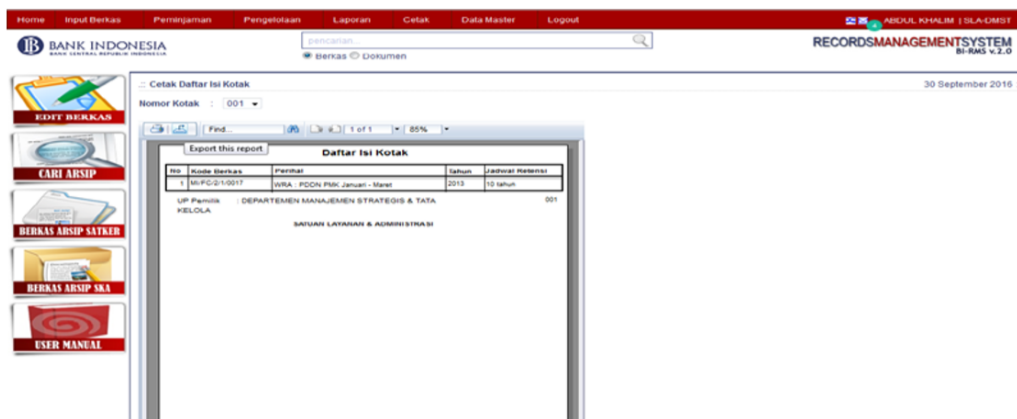 Home Input Berkas Peminjaman Pengelolaan Laporan Cetak Data Master Logout ABDUL KHALIM | SLA-DMST
BANK INDONESIA
BANK SENTRAL REPUBLIK INDONESIA
pencarian...
Berkas Dokumen
RECORDSMANAGEMENTSYSTEM
BI-RMS v.2.0
.:: Cetak Daftar Isi Kotak 30 September 2016
Nomor Kotak : 001
EDIT BERKAS
CARI ARSIP
BERKAS ARSIP SATKER
BERKAS ARSIP SKA
USER MANUAL
Find... 1 of 1 85%
Export this report
Daftar Isi Kotak
No Kode Berkas Perihal Tahun Jadwal Retensi
1 MI/FC/2/1/0017 WRA : PDDN PMK Januari - Maret 2013 10 tahun
UP Pemilik : DEPARTEMEN MANAJEMEN STRATEGIS & TATA 001
KELOLA
SATUAN LAYANAN & ADMINISTRASI